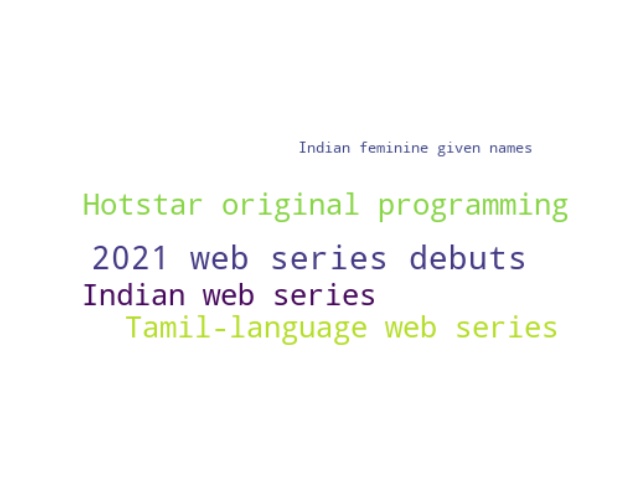 Indian feminine given names
Hotstar original programming
2021 web series debuts
Indian web series
Tamil-language web series